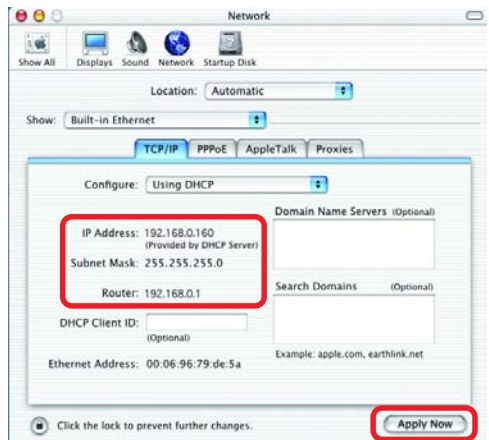 Network
Show All Displays Sound Network Startup Disk
Location: Automatic
Show: Built-in Ethernet
TCP/IP PPPoE AppleTalk Proxies
Configure: Using DHCP
Domain Name Servers (Optional)
IP Address: 192.168.0.160
(Provided by DHCP Server)
Subnet Mask: 255.255.255.0
Router: 192.168.0.1
Search Domains (Optional)
DHCP Client ID:
(Optional)
Example: apple.com, earthlink.net
Ethernet Address: 00:06:96:79:de:5a
Click the lock to prevent further changes.
Apply Now